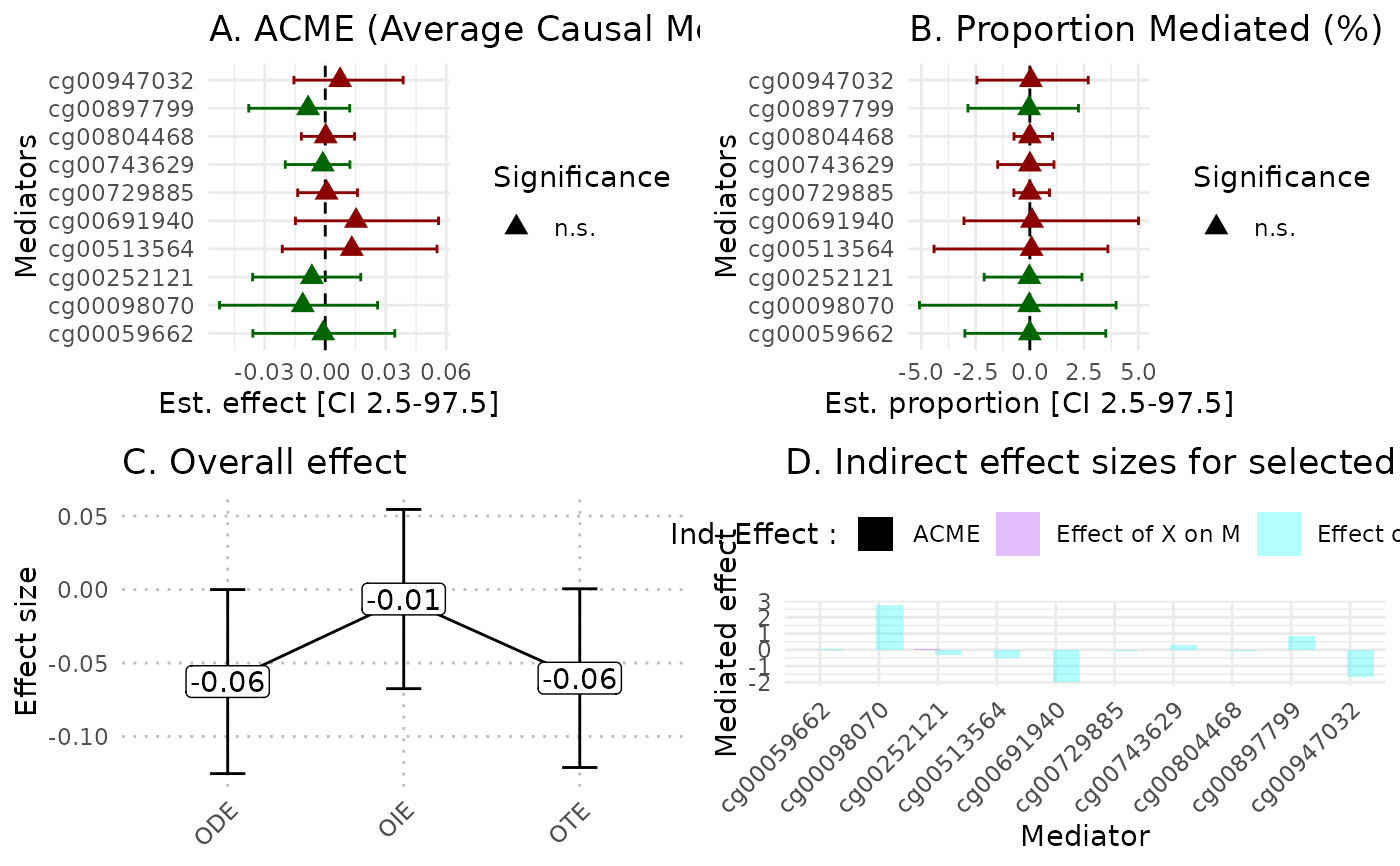 A. ACME (Average Causal Me
Mediators
cg00947032
cg00897799
cg00804468
cg00743629
cg00729885
cg00691940
cg00513564
cg00252121
cg00098070
cg00059662
-0.03 0.00 0.03 0.06
Est. effect [CI 2.5-97.5]
Significance
n.s.
B. Proportion Mediated (%)
Mediators
cg00947032
cg00897799
cg00804468
cg00743629
cg00729885
cg00691940
cg00513564
cg00252121
cg00098070
cg00059662
-5.0 -2.5 0.0 2.5 5.0
Est. proportion [CI 2.5-97.5]
Significance
n.s.
C. Overall effect
Effect size
0.05
0.00
-0.05
-0.10
-0.06
-0.01
-0.06
ODE
OIE
OTE
D. Indirect effect sizes for selected
Ind. Effect : ACME Effect of X on M Effect o
Mediated effect
3
2
1
0
-1
-2
cg00059662
cg00098070
cg00252121
cg00513564
cg00691940
cg00729885
cg00743629
cg00804468
cg00897799
cg00947032
Mediator